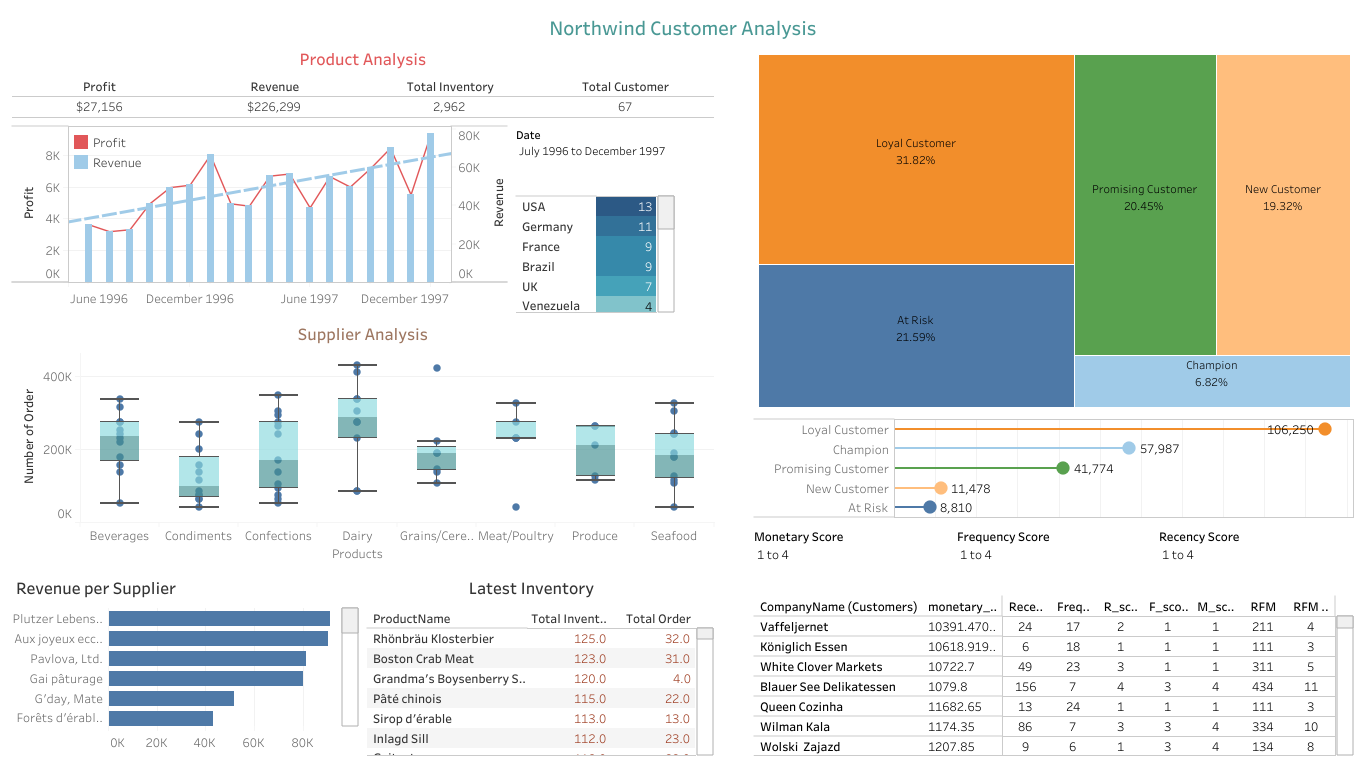 Northwind Customer Analysis
Product Analysis
Profit Revenue Total Inventory Total Customer
$27,156 $226,299 2,962 67
Profit
Revenue
Profit
8K
6K
4K
2K
0K
80K
60K
40K
20K
0K
Revenue
June 1996 December 1996 June 1997 December 1997
Date
July 1996 to December 1997
USA 13
Germany 11
France 9
Brazil 9
UK 7
Venezuela 4
Supplier Analysis
Number of Order
400K
200K
0K
Beverages Condiments Confections Dairy Products Grains/Cere.. Meat/Poultry Produce Seafood
Revenue per Supplier
Plutzer Lebens..
Aux joyeux ecc..
Pavlova, Ltd.
Gai pâturage
G'day, Mate
Forêts d'érabl..
0K 20K 40K 60K 80K
Latest Inventory
ProductName Total Invent.. Total Order
Rhönbräu Klosterbier 125.0 32.0
Boston Crab Meat 123.0 31.0
Grandma's Boysenberry S.. 120.0 4.0
Pâté chinois 115.0 22.0
Sirop d'érable 113.0 13.0
Inlagd Sill 112.0 23.0
Loyal Customer
31.82%
At Risk
21.59%
Promising Customer
20.45%
New Customer
19.32%
Champion
6.82%
Loyal Customer 106,250
Champion 57,987
Promising Customer 41,774
New Customer 11,478
At Risk 8,810
Monetary Score Frequency Score Recency Score
1 to 4 1 to 4 1 to 4
CompanyName (Customers) monetary_.. Rece.. Freq.. R_sc.. F_sco.. M_sc.. RFM RFM ..
Vaffeljernet 10391.470.. 24 17 2 1 1 211 4
Königlich Essen 10618.919.. 6 18 1 1 1 111 3
White Clover Markets 10722.7 49 23 3 1 1 311 5
Blauer See Delikatessen 1079.8 156 7 4 3 4 434 11
Queen Cozinha 11682.65 13 24 1 1 1 111 3
Wilman Kala 1174.35 86 7 3 3 4 334 10
Wolski Zajazd 1207.85 9 6 1 3 4 134 8